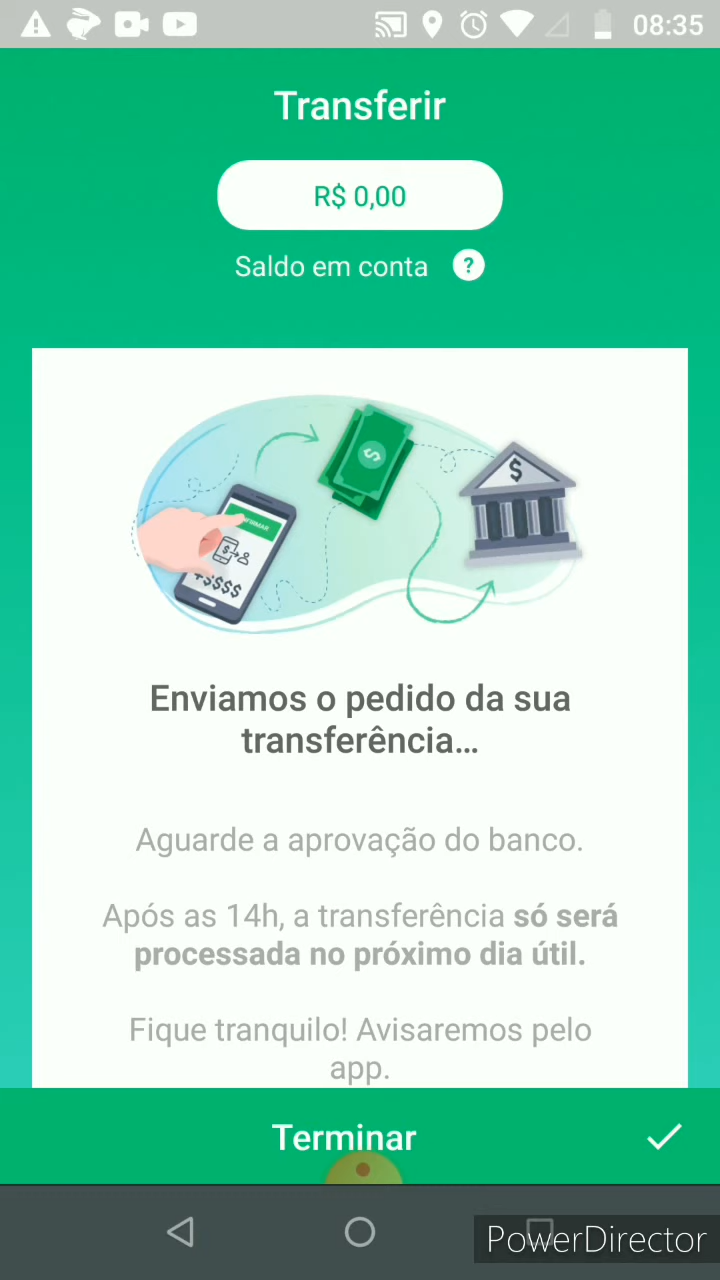 08:35
Transferir
R$ 0,00
Saldo em conta ?
$
$
$
$$$$
Enviamos o pedido da sua
transferência...
Aguarde a aprovação do banco.
Após as 14h, a transferência só será
processada no próximo dia útil.
Fique tranquilo! Avisaremos pelo
app.
Terminar
PowerDirector